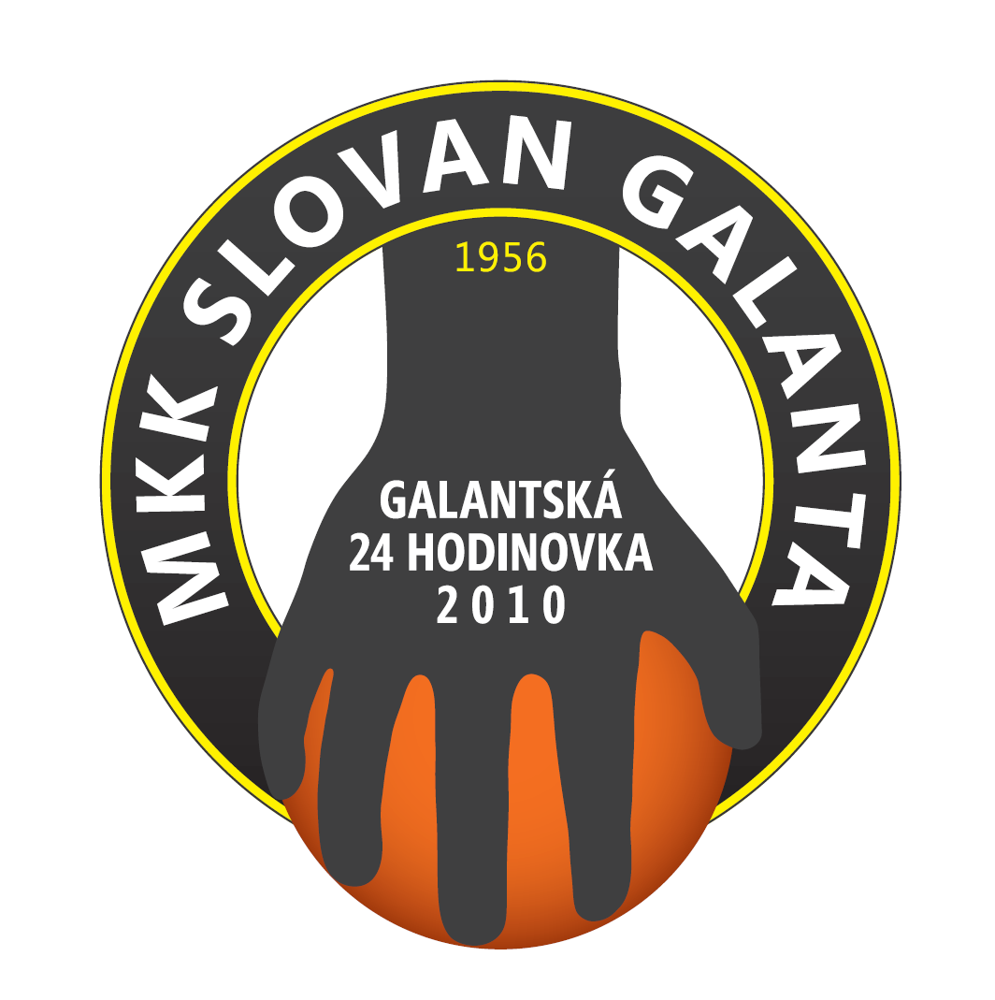 MKK SLOVAN GALANTA
1956
GALANTSKÁ
24 HODINOVKA
2010